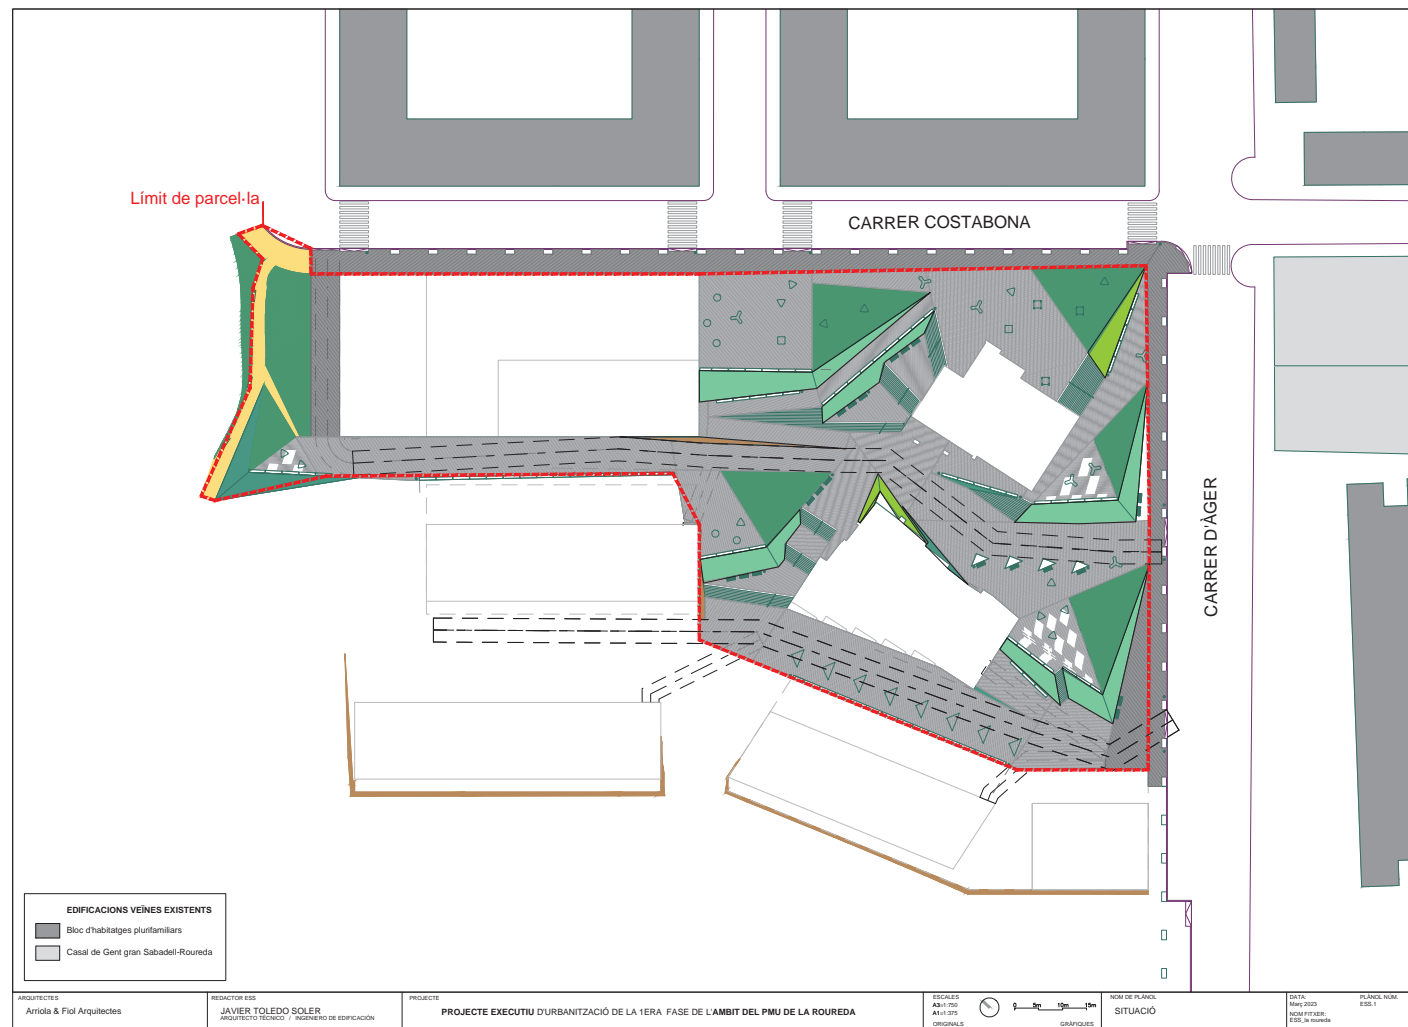 Límit de parcel·la
CARRER COSTABONA
CARRER D'ÀGER
EDIFICACIONS VEÏNES EXISTENTS
Bloc d'habitatges plurifamiliars
Casal de Gent gran Sabadell-Roureda
ARQUITECTES
Arriola & Fiol Arquitectes
REDACTOR ESS
JAVIER TOLEDO SOLER
ARQUITECTO TÉCNICO / INGENIERO DE EDIFICACIÓN
PROJECTE
PROJECTE EXECUTIU D'URBANITZACIÓ DE LA 1ERA FASE DE L'AMBIT DEL PMU DE LA ROUREDA
ESCALES
A3=1:750
A1=1:375
ORIGINALS
0 5m 10m 15m
GRÀFIQUES
NOM DE PLÀNOL
SITUACIÓ
DATA:
Març 2023
NOM FITXER:
ESS_la roureda
PLÀNOL NÚM.
ESS.1